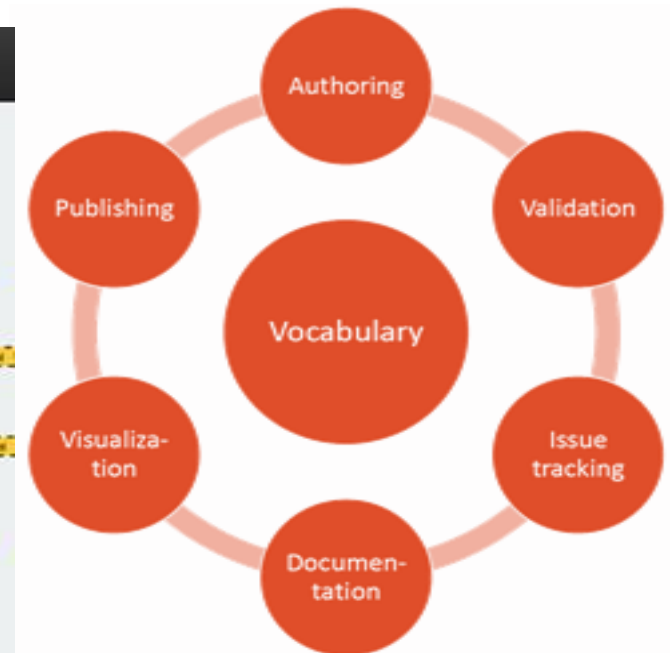 Authoring
Publishing
Validation
Vocabulary
Visualiza-
tion
Issue
tracking
Documen-
tation